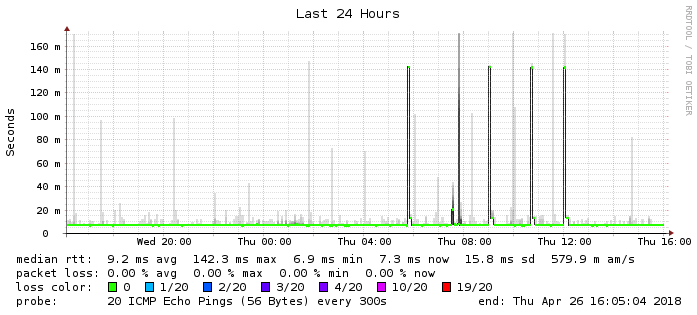 Last 24 Hours
RRDTOOL / TOBI OETIKER
Seconds
160 m
140 m
120 m
100 m
80 m
60 m
40 m
20 m
0
Wed 20:00 Thu 00:00 Thu 04:00 Thu 08:00 Thu 12:00 Thu 16:00
median rtt: 9.2 ms avg 142.3 ms max 6.9 ms min 7.3 ms now 15.8 ms sd 579.9 m am/s
packet loss: 0.00 % avg 0.00 % max 0.00 % min 0.00 % now
loss color: 0 1/20 2/20 3/20 4/20 10/20 19/20
probe: 20 ICMP Echo Pings (56 Bytes) every 300s end: Thu Apr 26 16:05:04 2018